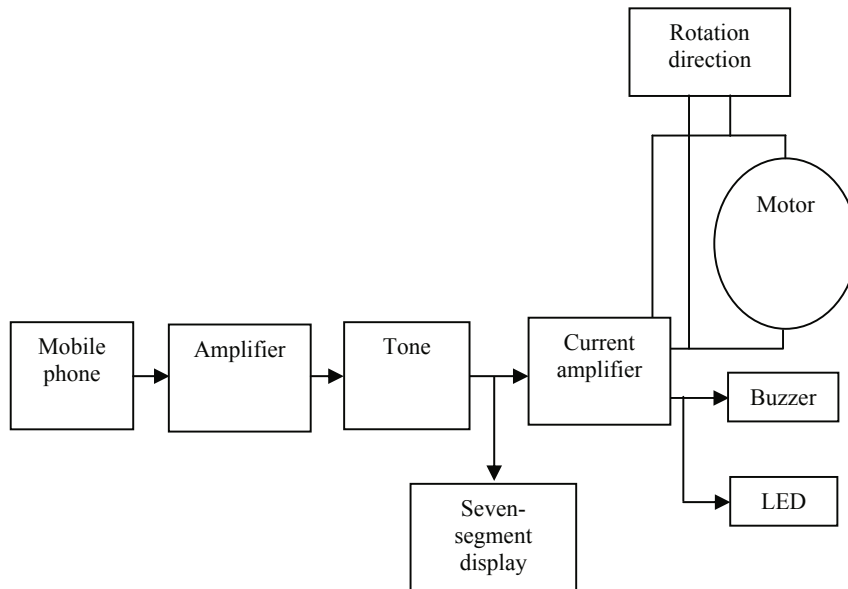 Rotation
direction
Motor
Mobile
phone
Amplifier
Tone
Current
amplifier
Buzzer
LED
Seven-
segment
display